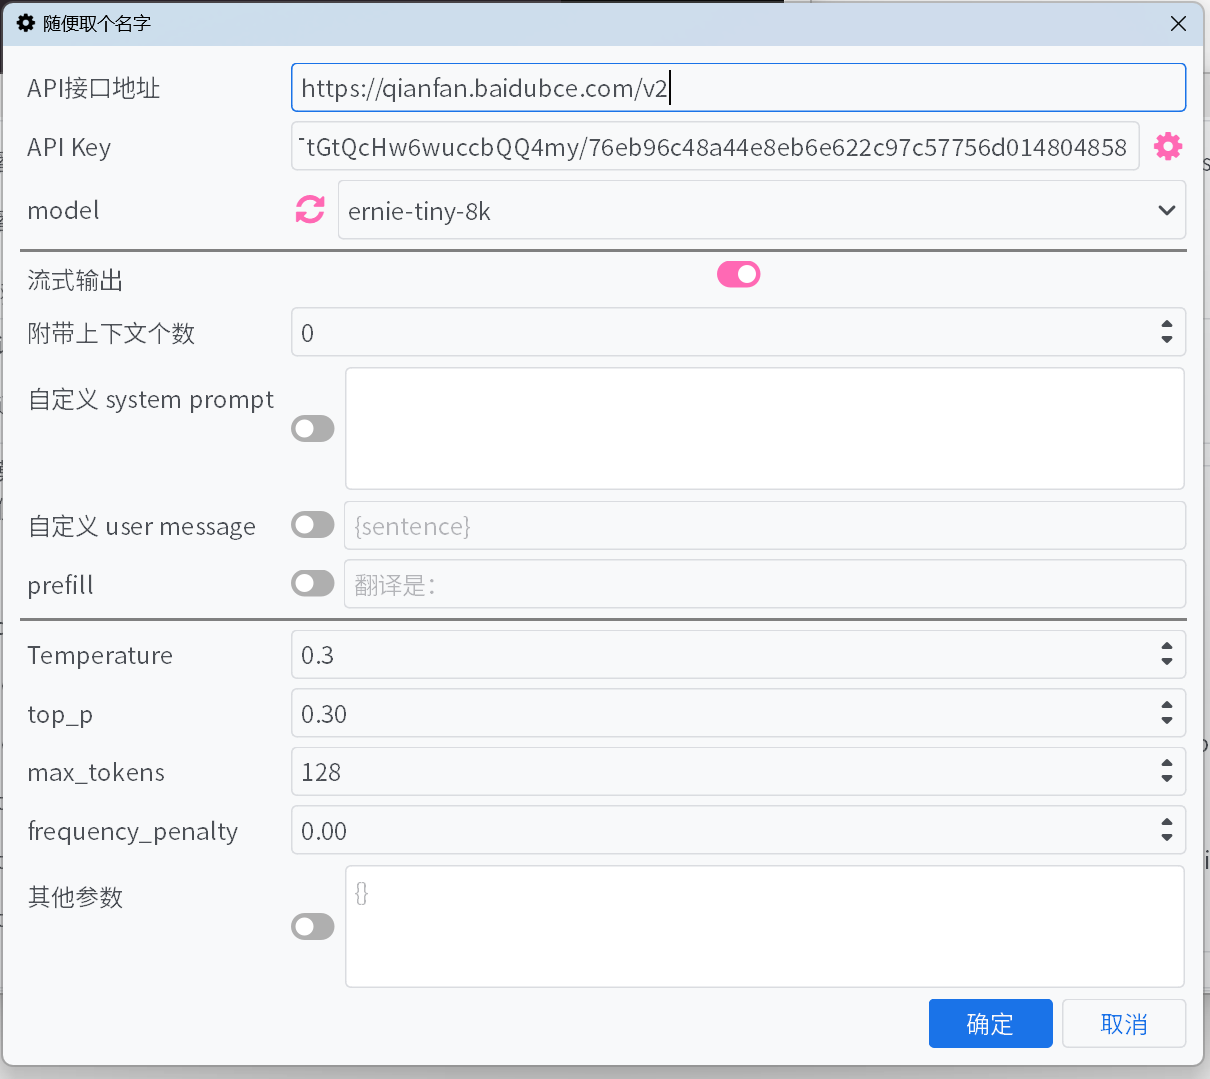 随便取个名字
API接口地址
https://qianfan.baidubce.com/v2
API Key
tGtQcHw6wuccbQQ4my/76eb96c48a44e8eb6e622c97c57756d014804858
model
ernie-tiny-8k
流式输出
附带上下文个数
0
自定义 system prompt
自定义 user message
{sentence}
prefill
翻译是：
Temperature
0.3
top_p
0.30
max_tokens
128
frequency_penalty
0.00
其他参数
{}
确定
取消